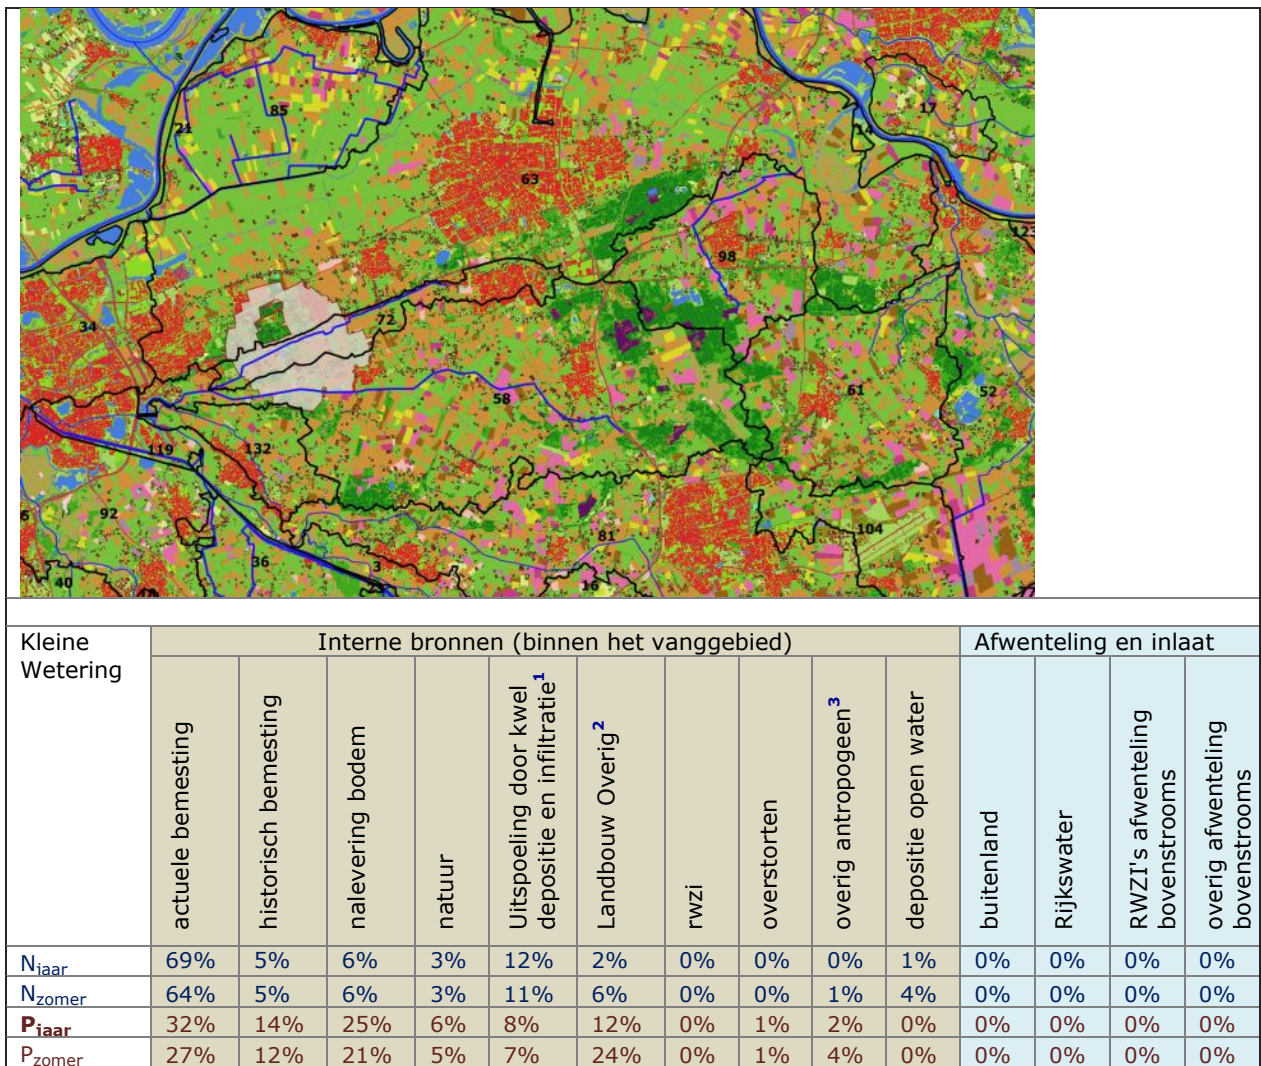 85
21
17
14
63
9
123
98
34
72
58
61
52
119
132
92
6
104
81
36
3
40
16
23
77
Kleine Wetering
Interne bronnen (binnen het vanggebied)
Afwenteling en inlaat
actuele bemesting
historisch bemesting
nalevering bodem
natuur
Uitspoeling door kwel
depositie en infiltratie1
Landbouw Overig2
rwzi
overstorten
overig antropogeen3
depositie open water
buitenland
Rijkswater
RWZI's afwenteling
bovenstrooms
overig afwenteling
bovenstrooms
Njaar 69% 5% 6% 3% 12% 2% 0% 0% 0% 1% 0% 0% 0% 0%
Nzomer 64% 5% 6% 3% 11% 6% 0% 0% 1% 4% 0% 0% 0% 0%
Pjaar 32% 14% 25% 6% 8% 12% 0% 1% 2% 0% 0% 0% 0% 0%
Pzomer 27% 12% 21% 5% 7% 24% 0% 1% 4% 0% 0% 0% 0% 0%